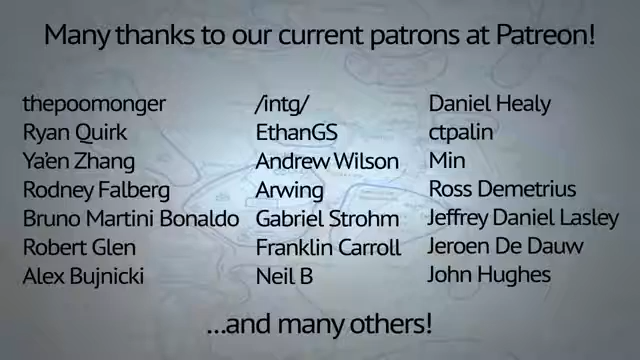 Many thanks to our current patrons at Patreon!
thepoomonger
Ryan Quirk
Ya'en Zhang
Rodney Falberg
Bruno Martini Bonaldo
Robert Glen
Alex Bujnicki
/intg/
EthanGS
Andrew Wilson
Arwing
Gabriel Strohm
Franklin Carroll
Neil B
Daniel Healy
ctpalin
Min
Ross Demetrius
Jeffrey Daniel Lasley
Jeroen De Dauw
John Hughes
...and many others!